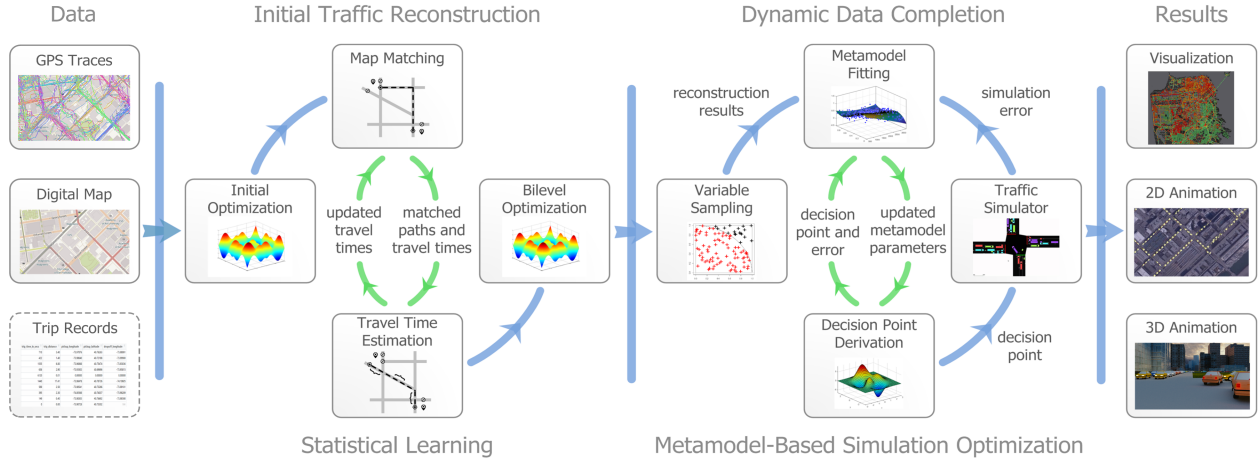 Data
Initial Traffic Reconstruction
Dynamic Data Completion
Results
GPS Traces
Digital Map
Trip Records
Map Matching
Initial
Optimization
updated
travel
times
matched
paths and
travel times
Bilevel
Optimization
Travel Time
Estimation
reconstruction
results
Metamodel
Fitting
simulation
error
Variable
Sampling
decision
point and
error
updated
metamodel
parameters
Traffic
Simulator
Decision Point
Derivation
decision
point
Visualization
2D Animation
3D Animation
Statistical Learning
Metamodel-Based Simulation Optimization